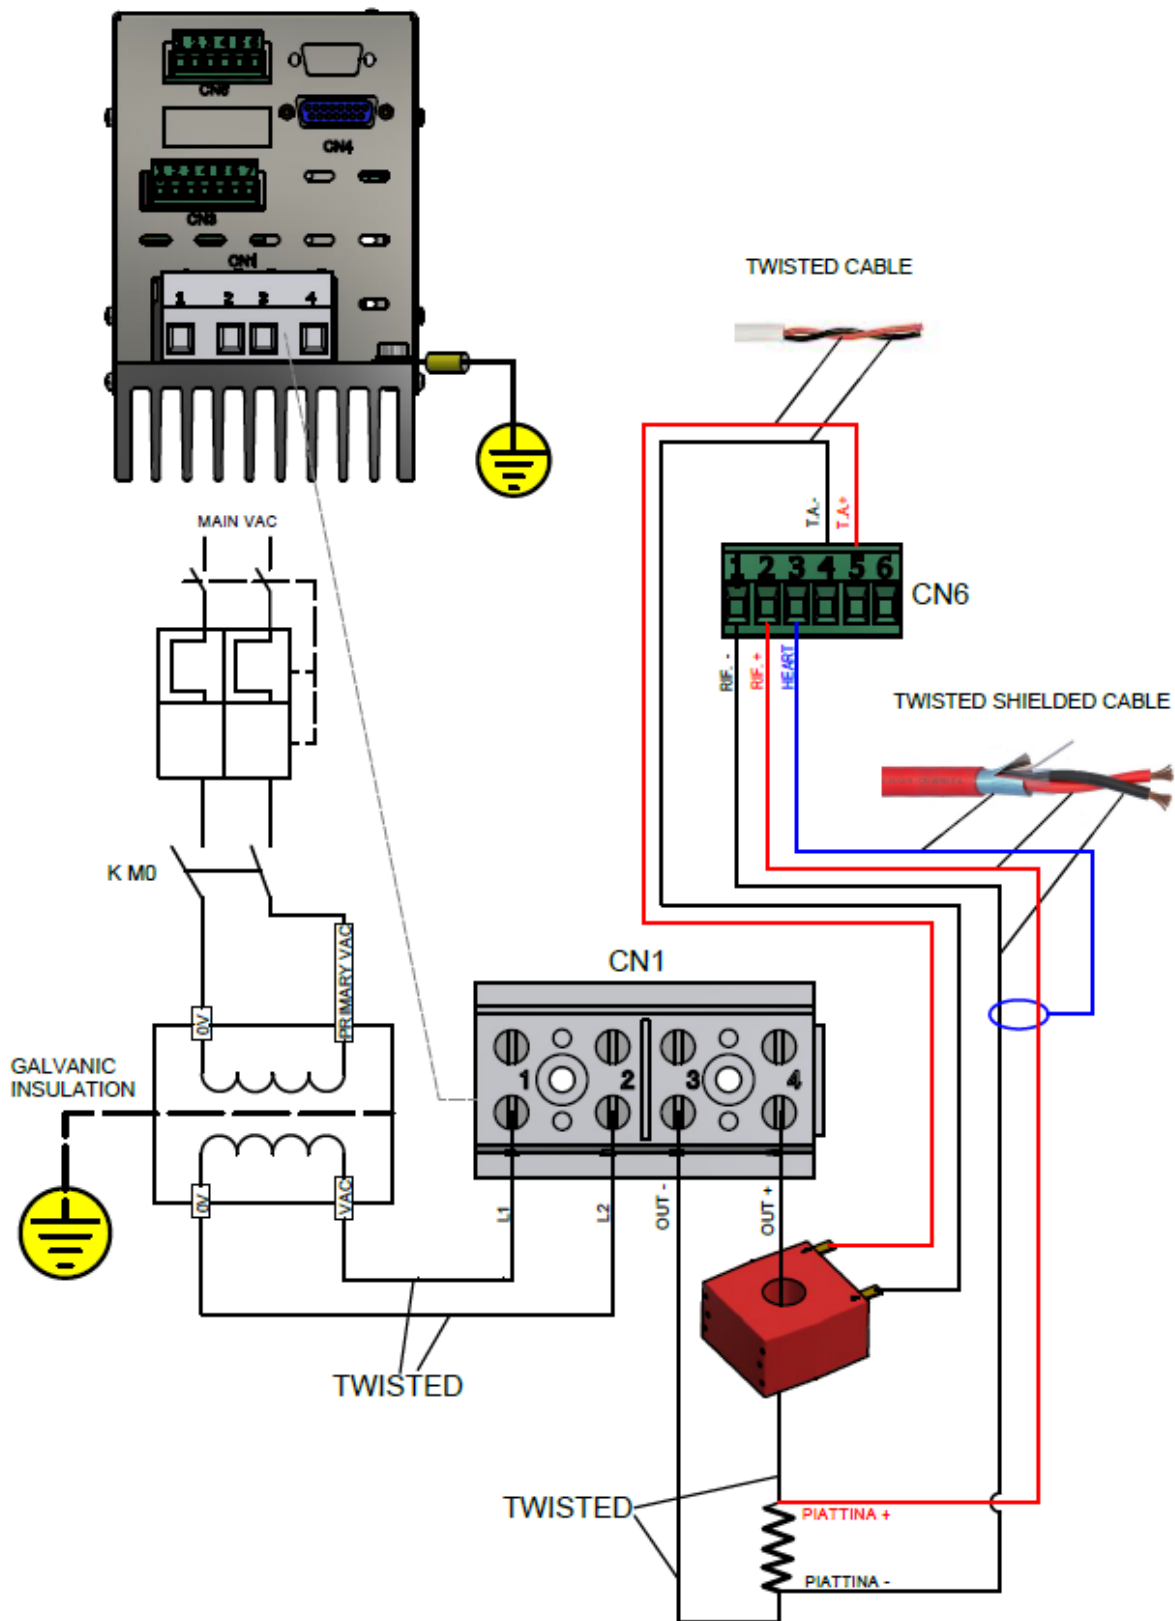 CN6
CN4
CN3
CN1
1 2 3 4
TWISTED CABLE
MAIN VAC
T.A.-
T.A.+
1 2 3 4 5 6
CN6
RIF. -
RIF. +
HEART
TWISTED SHIELDED CABLE
K M0
PRIMARY VAC
0V
CN1
GALVANIC
INSULATION
1 2 3 4
0V
VAC
L1
L2
OUT -
OUT +
TWISTED
TWISTED
PIATTINA +
PIATTINA -